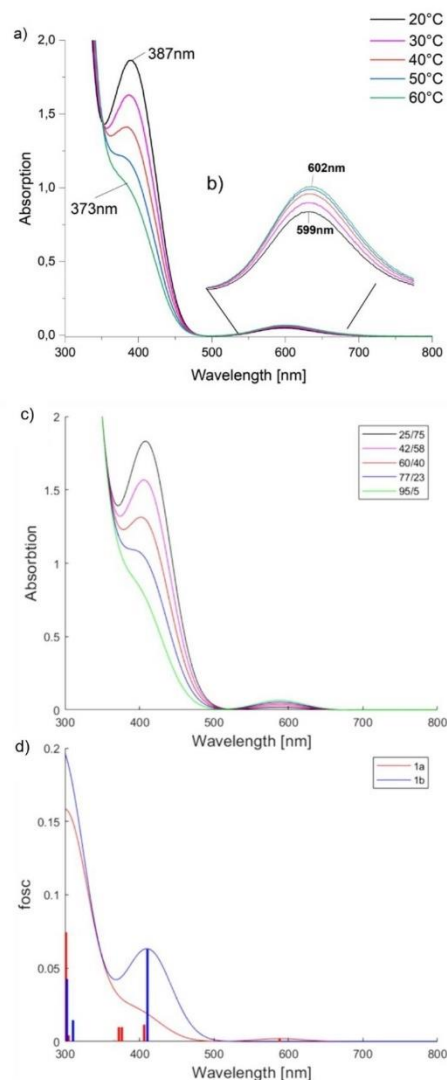 a)
2,0
1,5
1,0
0,5
0,0
Absorption
387nm
373nm
20°C
30°C
40°C
50°C
60°C
b)
602nm
599nm
300 400 500 600 700 800
Wavelength [nm]
c)
2
1.5
1
0.5
0
Absorbtion
25/75
42/58
60/40
77/23
95/5
300 400 500 600 700 800
Wavelength [nm]
d)
0.2
0.15
0.1
0.05
0
fosc
1a
1b
300 400 500 600 700 800
Wavelength [nm]